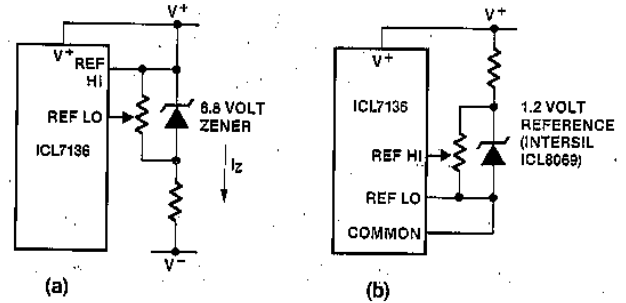 V+
V+
REF
HI
REF LO
6.8 VOLT
ZENER
ICL7136
IZ
V−
(a)
V+
V+
ICL7136
1.2 VOLT
REFERENCE
(INTERSIL
ICL8069)
REF HI
REF LO
COMMON
(b)